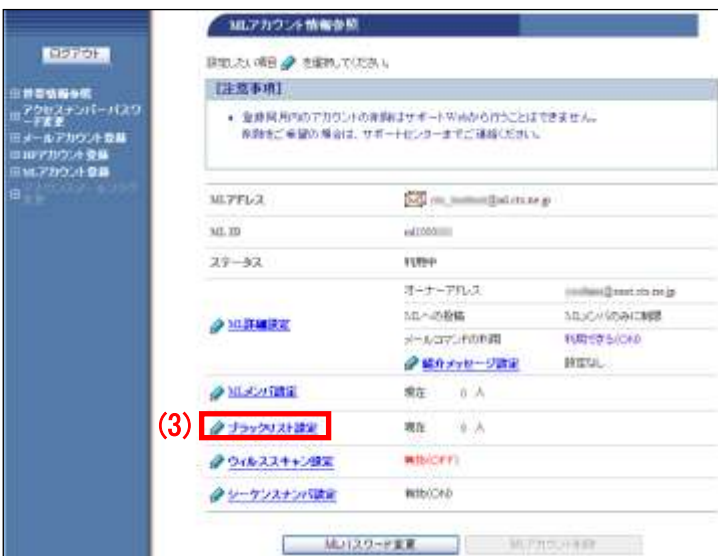 MLアカウント情報参照
ログアウト
設定したい項目 を選択してください。
【注意事項】
登録同月内のアカウントの削除はサポートWebから行うことはできません。
削除をご希望の場合は、サポートセンターまでご連絡ください。
アクセスナンバーパスワ
ード変更
メールアカウント登録
HPアカウント登録
MLアカウント登録
MLアドレス
ML ID
ステータス
利用中
オーナーアドレス
ML詳細設定
MLへの投稿
MLメンバのみに制限
メールコマンドの利用
利用できる(ON)
紹介メッセージ設定
設定なし
MLメンバ設定
現在 0 人
(3)
ブラックリスト設定
現在 0 人
ウィルススキャン設定
無効(OFF)
シーケンスナンバ設定
有効(ON)
MLパスワード変更
MLアカウント削除